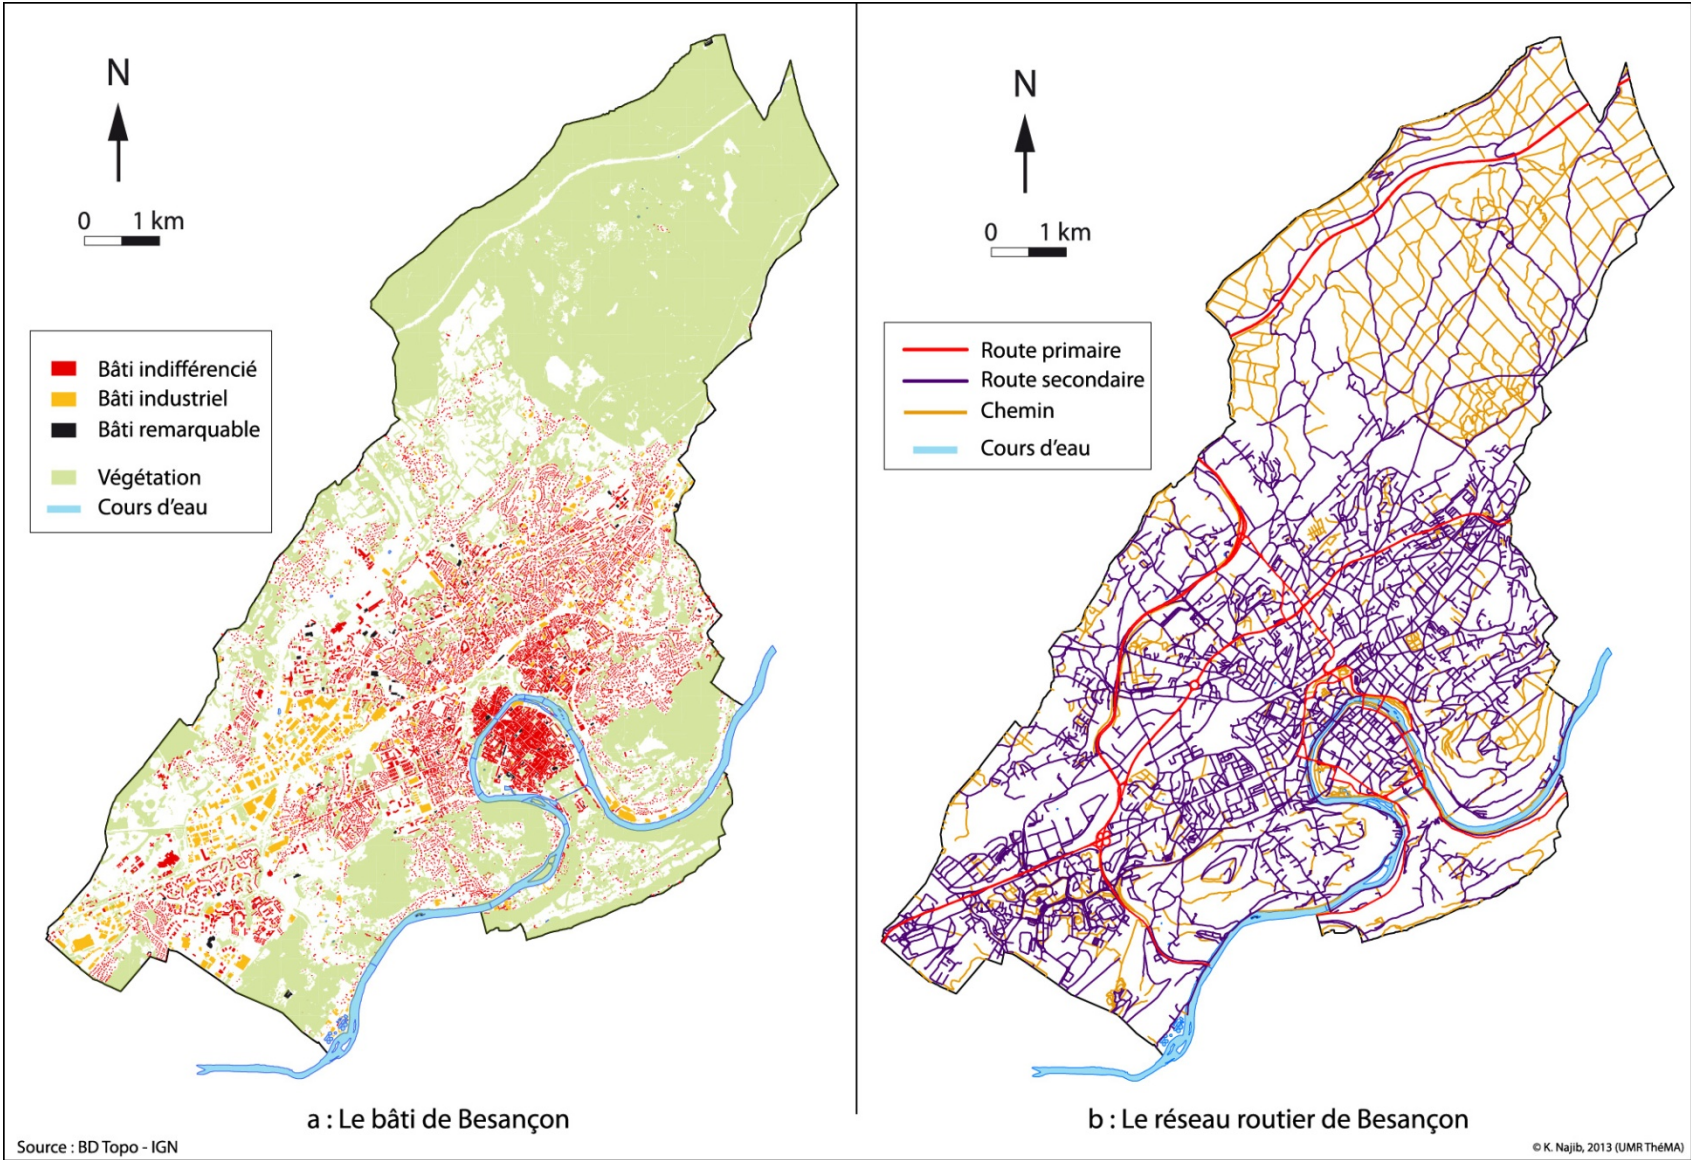 N
0 1 km
Bâti indifférencié
Bâti industriel
Bâti remarquable
Végétation
Cours d'eau
a : Le bâti de Besançon
Source : BD Topo - IGN
N
0 1 km
Route primaire
Route secondaire
Chemin
Cours d'eau
b : Le réseau routier de Besançon
© K. Najib, 2013 (UMR ThéMA)